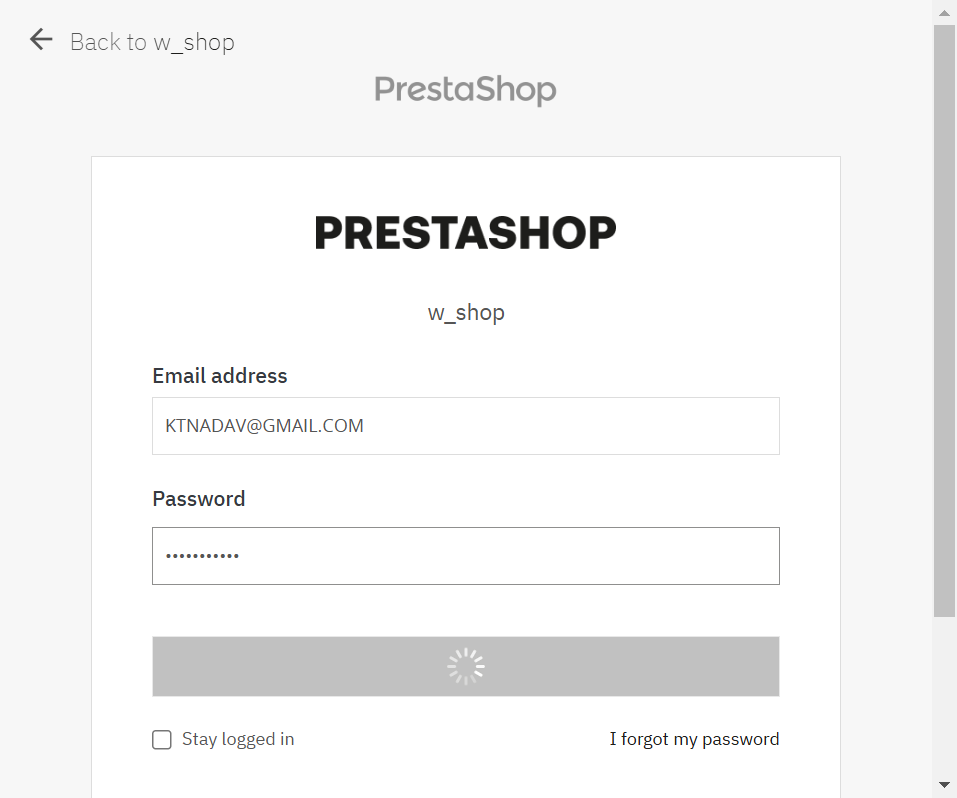 Back to w_shop
PrestaShop
PRESTASHOP
w_shop
Email address
KTNADAV@GMAIL.COM
Password
•••••••••••
Stay logged in
I forgot my password